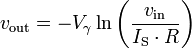 v_out = −V_γ ln ( v_in / (I_S · R) )